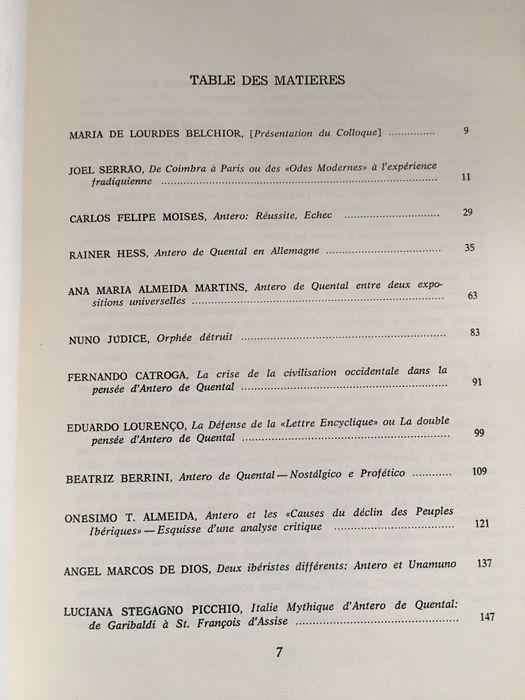 TABLE DES MATIERES
MARIA DE LOURDES BELCHIOR, [Présentation du Colloque] .............. 9
JOEL SERRÃO, De Coimbra à Paris ou des «Odes Modernes» à l'expérience
fradiquienne .............. 11
CARLOS FELIPE MOISES, Antero: Réussite, Echec .............. 29
RAINER HESS, Antero de Quental en Allemagne .............. 35
ANA MARIA ALMEIDA MARTINS, Antero de Quental entre deux expo-
sitions universelles .............. 63
NUNO JÚDICE, Orphée détruit .............. 83
FERNANDO CATROGA, La crise de la civilisation occidentale dans la
pensée d'Antero de Quental .............. 91
EDUARDO LOURENÇO, La Défense de la «Lettre Encyclique» ou La double
pensée d'Antero de Quental .............. 99
BEATRIZ BERRINI, Antero de Quental — Nostálgico e Profético .............. 109
ONÉSIMO T. ALMEIDA, Antero et les «Causes du déclin des Peuples
Ibériques» — Esquisse d'une analyse critique .............. 121
ANGEL MARCOS DE DIOS, Deux ibéristes différents: Antero et Unamuno 137
LUCIANA STEGAGNO PICCHIO, Italie Mythique d'Antero de Quental:
de Garibaldi à St. François d'Assise .............. 147
7